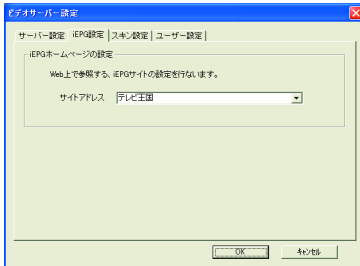 ビデオサーバー設定
サーバー設定 iEPG設定 スキン設定 ユーザー設定
iEPGホームページの設定
Web上で参照する、iEPGサイトの設定を行ないます。
サイトアドレス テレビ王国
OK キャンセル